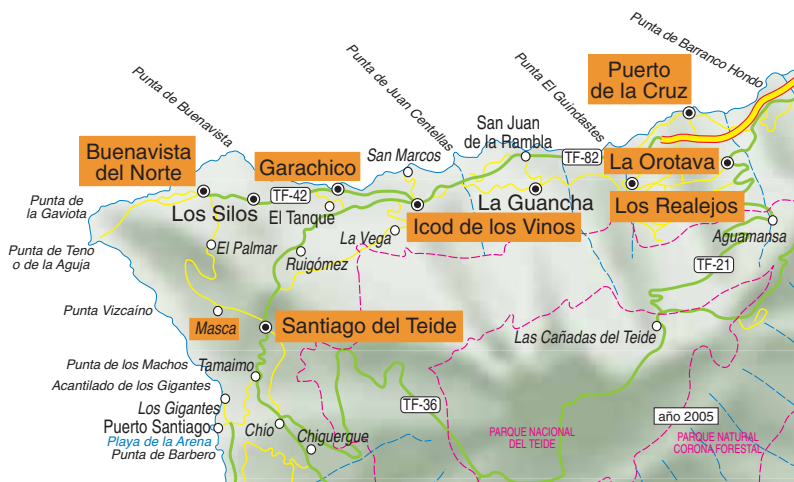 Punta de Barranco Hondo
Punta de Buenavista
Punta de Juan Centellas
Punta El Guindastes
Puerto
de la Cruz
San Juan
de la Rambla
TF-82
Buenavista
del Norte
Garachico
San Marcos
La Orotava
TF-42
Punta de
la Gaviota
Los Silos
El Tanque
La Guancha
Los Realejos
Icod de los Vinos
Aguamansa
Punta de Teno
o de la Aguja
El Palmar
La Vega
Ruigómez
TF-21
Punta Vizcaíno
Masca
Santiago del Teide
Las Cañadas del Teide
Punta de los Machos
Tamaimo
Acantilado de los Gigantes
Los Gigantes
TF-36
año 2005
Puerto Santiago
Chío
Chiguergue
Playa de la Arena
Punta de Barbero
PARQUE NACIONAL
DEL TEIDE
PARQUE NATURAL
CORONA FORESTAL